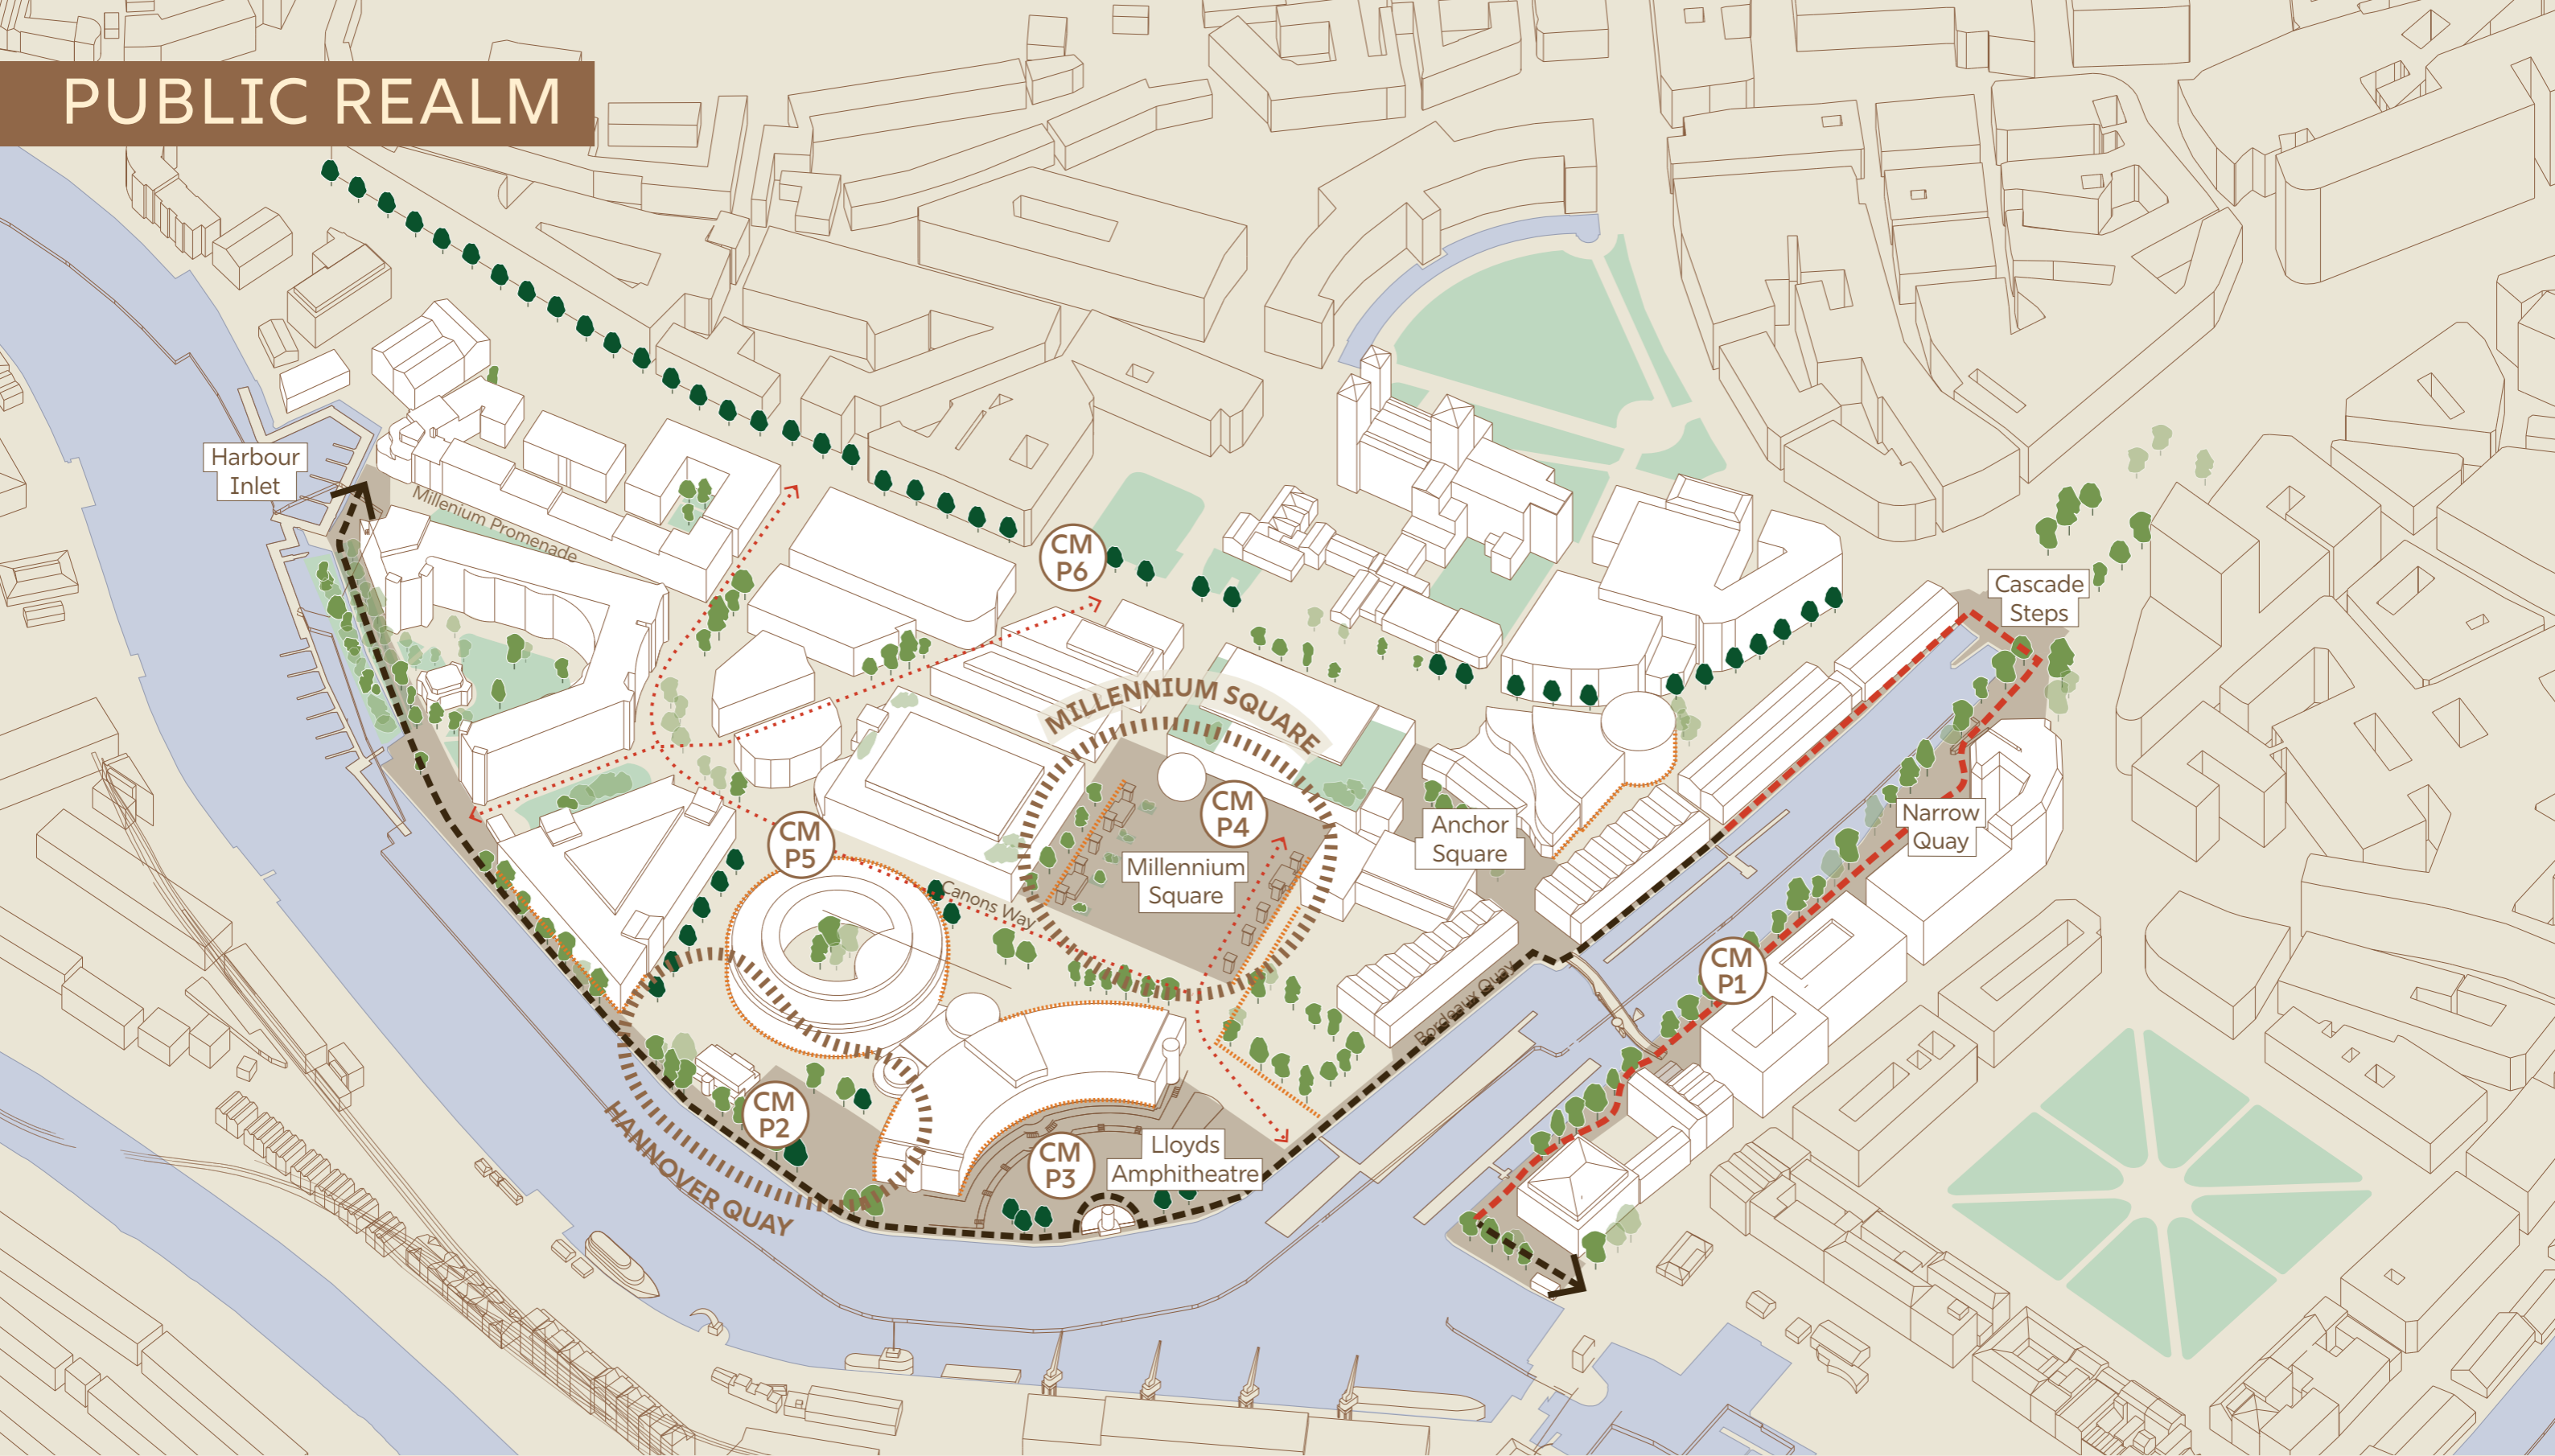 PUBLIC REALM
Harbour
Inlet
Millenium Promenade
CM
P6
Cascade
Steps
MILLENNIUM SQUARE
CM
P4
Narrow
Quay
Anchor
Square
CM
P5
Millennium
Square
Canons Way
CM
P1
Bordeaux Quay
CM
P2
HANNOVER QUAY
CM
P3
Lloyds
Amphitheatre